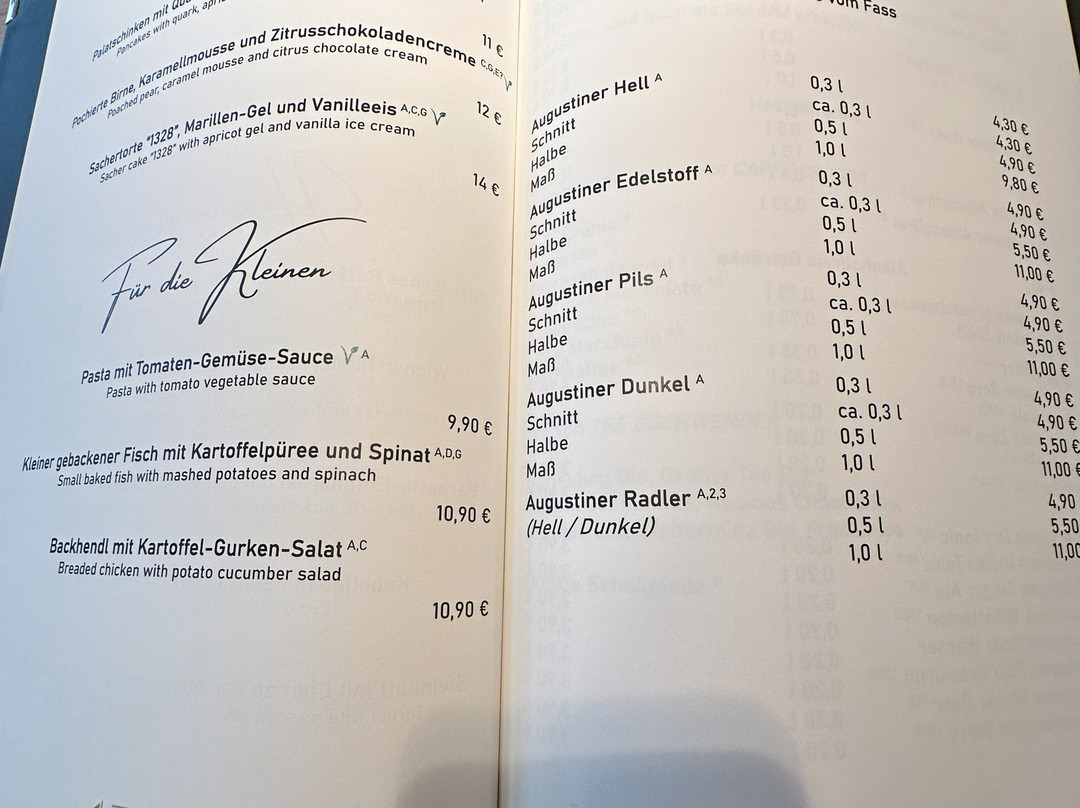 Palatschinken mit
Pancakes with quark,
11 €
Pochierte Birne, Karamellmousse und Zitrusschokoladencreme C,G,E
Poached pear, caramel mousse and citrus chocolate cream
12 €
Sachertorte "1328", Marillen-Gel und Vanilleeis A,C,G
Sacher cake "1328" with apricot gel and vanilla ice cream
14 €
Für die Kleinen
Pasta mit Tomaten-Gemüse-Sauce A
Pasta with tomato vegetable sauce
9,90 €
Kleiner gebackener Fisch mit Kartoffelpüree und Spinat A,D,G
Small baked fish with mashed potatoes and spinach
10,90 €
Backhendl mit Kartoffel-Gurken-Salat A,C
Breaded chicken with potato cucumber salad
10,90 €
vom Fass
Augustiner Hell A 0,3 l 4,30 €
Schnitt ca. 0,3 l 4,30 €
Halbe 0,5 l 4,90 €
Maß 1,0 l 9,80 €
Augustiner Edelstoff A 0,3 l 4,90 €
Schnitt ca. 0,3 l 4,90 €
Halbe 0,5 l 5,50 €
Maß 1,0 l 11,00 €
Augustiner Pils A 0,3 l 4,90 €
Schnitt ca. 0,3 l 4,90 €
Halbe 0,5 l 5,50 €
Maß 1,0 l 11,00 €
Augustiner Dunkel A 0,3 l 4,90 €
Schnitt ca. 0,3 l 4,90 €
Halbe 0,5 l 5,50 €
Maß 1,0 l 11,00 €
Augustiner Radler A,2,3 0,3 l 4,90
(Hell / Dunkel) 0,5 l 5,50
1,0 l 11,00